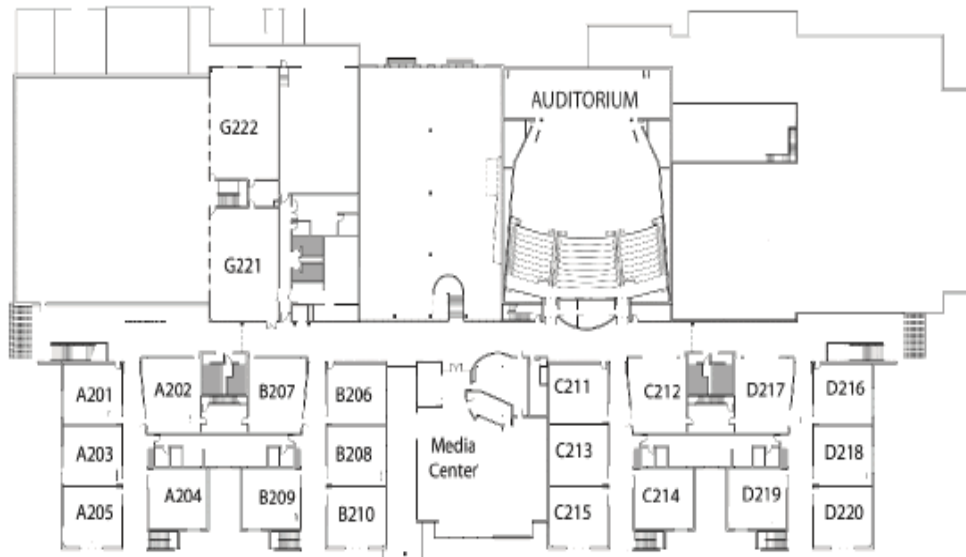 AUDITORIUM
G222
G221
A201
A202
B207
B206
C211
C212
D217
D216
A203
B208
Media
Center
C213
D218
A204
B209
C214
D219
A205
B210
C215
D220